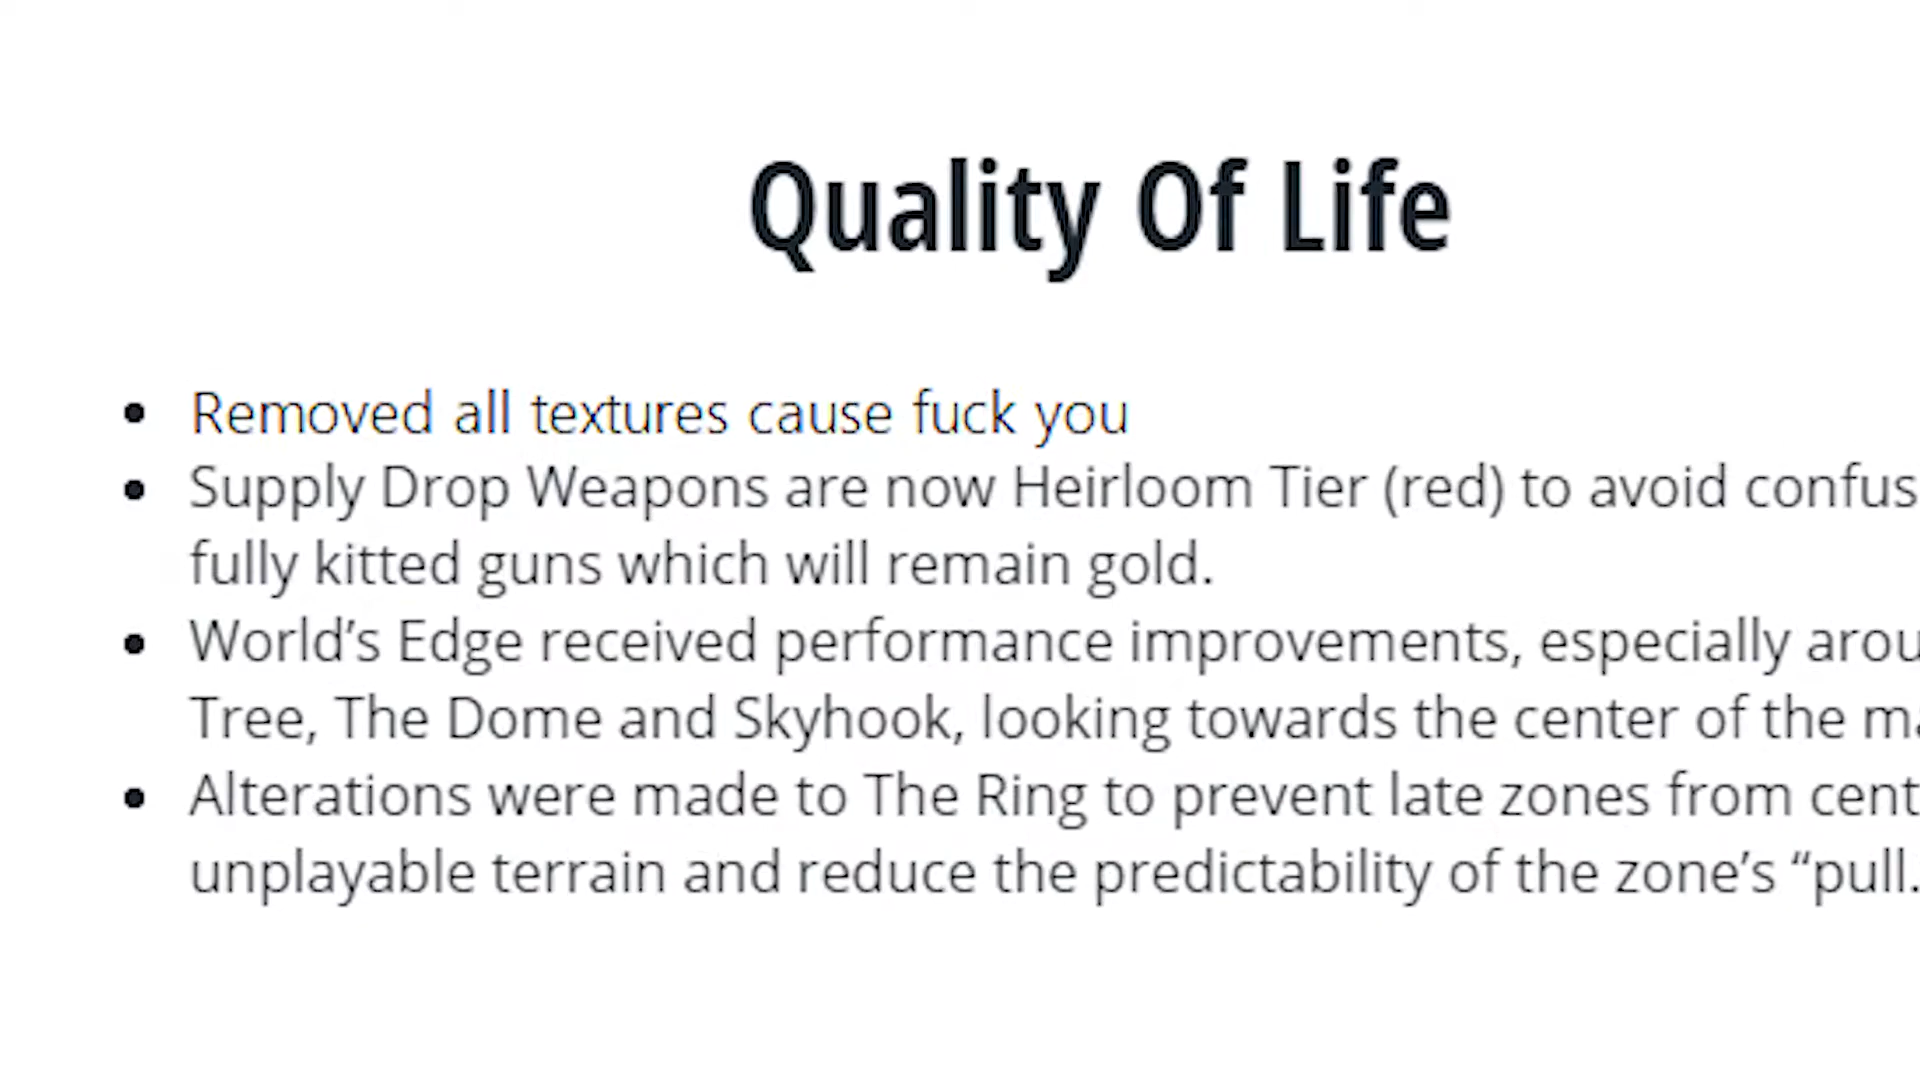 Quality Of Life
Removed all textures cause fuck you
Supply Drop Weapons are now Heirloom Tier (red) to avoid
fully kitted guns which will remain gold.
World’s Edge received performance improvements, especially
Tree, The Dome and Skyhook, looking towards the center of the
Alterations were made to The Ring to prevent late zones from
unplayable terrain and reduce the predictability of the zone’s “pull.